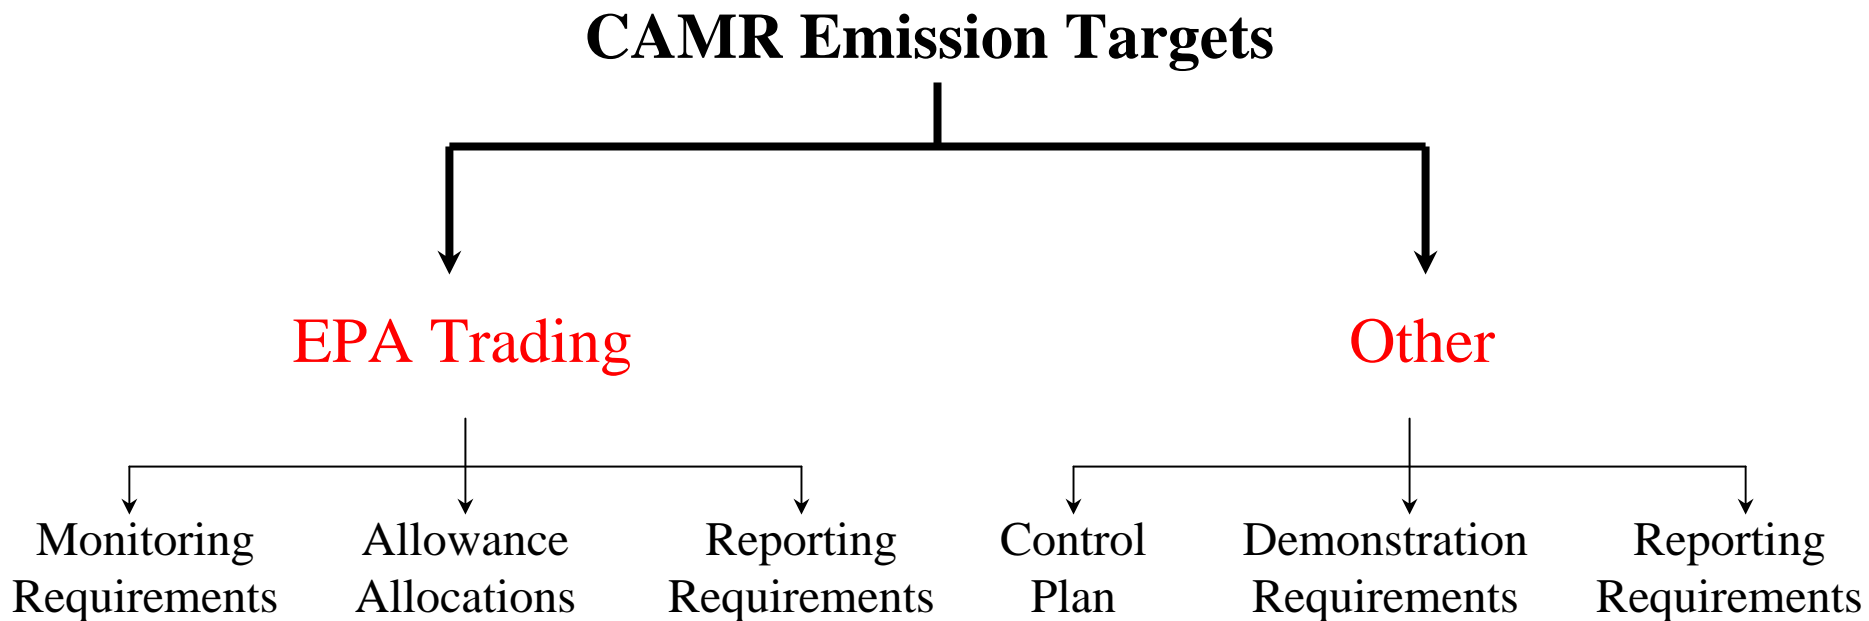 CAMR Emission Targets
EPA Trading
Other
Monitoring
Requirements
Allowance
Allocations
Reporting
Requirements
Control
Plan
Demonstration
Requirements
Reporting
Requirements